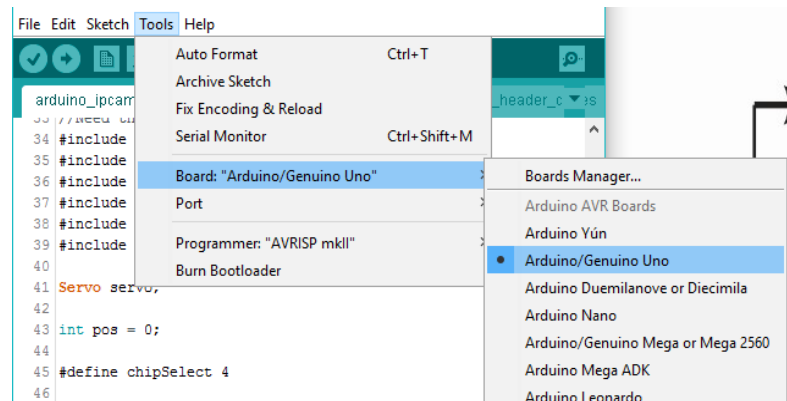 File Edit Sketch Tools Help
Auto Format Ctrl+T
Archive Sketch
arduino_ipcam
Fix Encoding & Reload
_header_c es
33 //Need
Serial Monitor Ctrl+Shift+M
34 #include
35 #include
36 #include
Board: "Arduino/Genuino Uno"
Boards Manager...
37 #include
Port
Arduino AVR Boards
38 #include
Arduino Yún
39 #include
Programmer: "AVRISP mkII"
Arduino/Genuino Uno
40
Burn Bootloader
41 Servo servo;
Arduino Duemilanove or Diecimila
42
Arduino Nano
43 int pos = 0;
Arduino/Genuino Mega or Mega 2560
44
45 #define chipSelect 4
Arduino Mega ADK
46
Arduino Leonardo